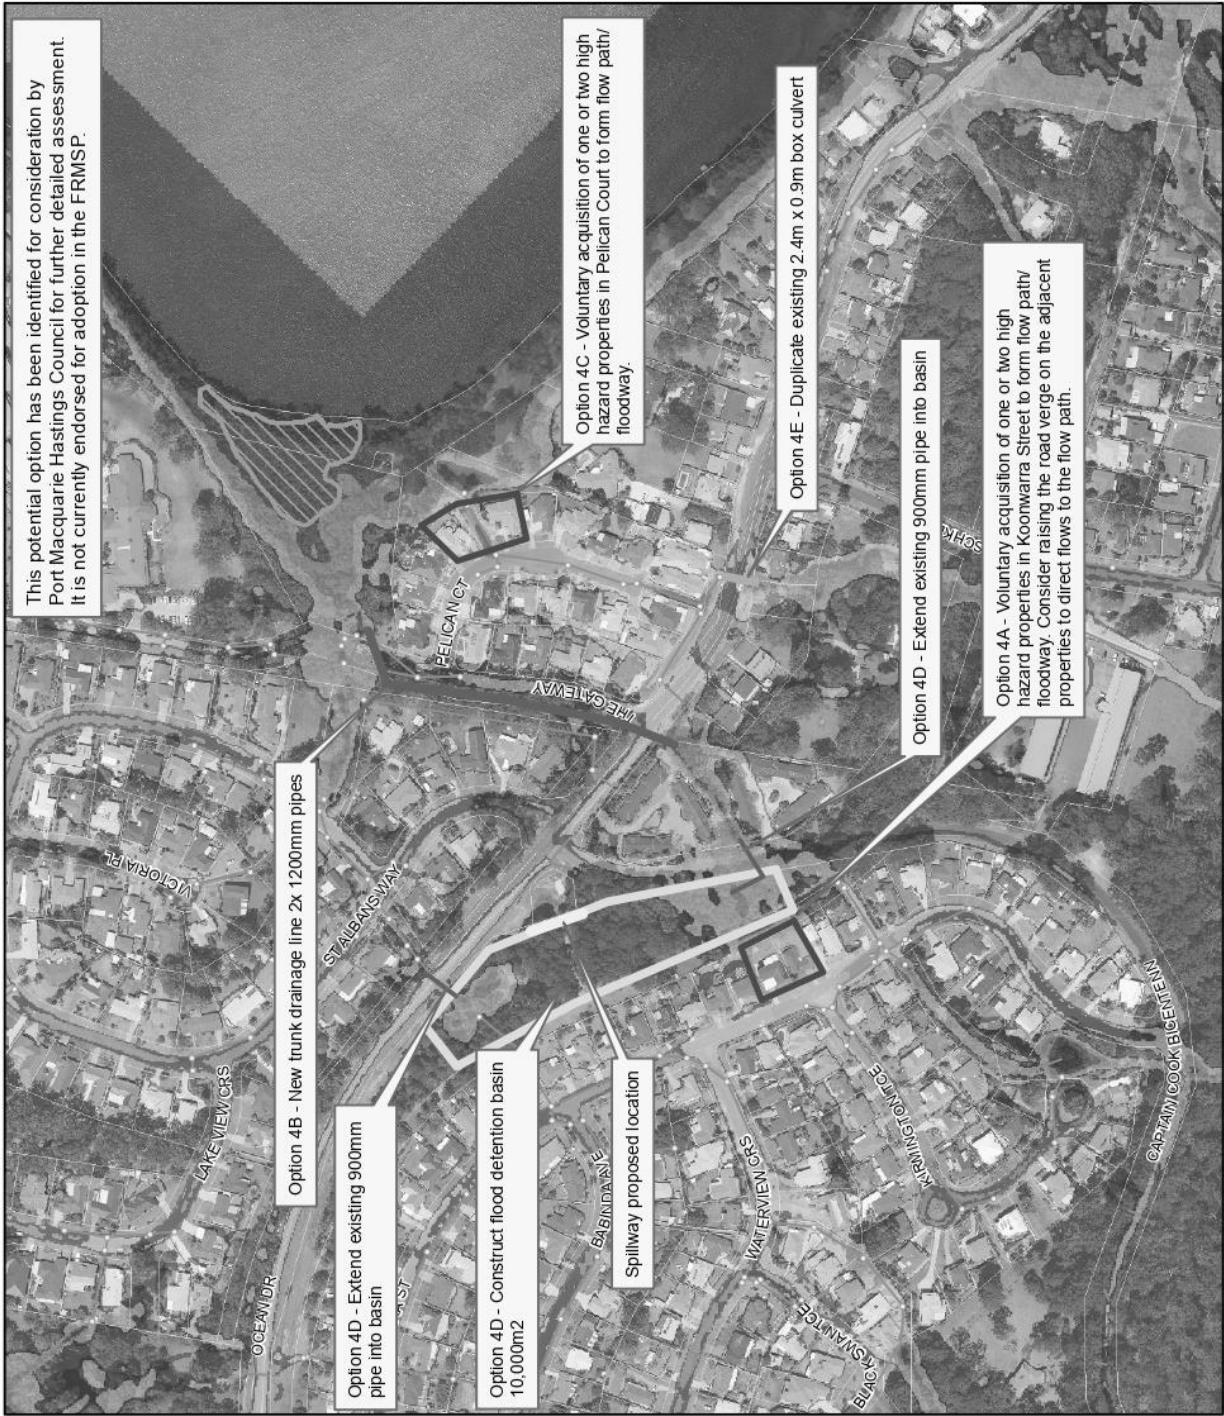 This potential option has been identified for consideration by
Port Macquarie Hastings Council for further detailed assessment.
It is not currently endorsed for adoption in the FRMSP.
Option 4C - Voluntary acquisition of one or two high
hazard properties in Pelican Court to form flow path/
floodway.
Option 4E - Duplicate existing 2.4m x 0.9m box culvert
Option 4D - Extend existing 900mm pipe into basin
Option 4A - Voluntary acquisition of one or two high
hazard properties in Koonwarra Street to form flow path/
floodway. Consider raising the road verge on the adjacent
properties to direct flows to the flow path.
Option 4B - New trunk drainage line 2x 1200mm pipes
Option 4D - Extend existing 900mm
pipe into basin
Option 4D - Construct flood detention basin
10,000m2
Spillway proposed location
PELICAN CT
THE GATEWAY
VICTORIA PL
ST ALBANS WAY
LAKE VIEW CRS
OCEAN DR
BABINDA AVE
WATERVIEW CRS
KIRMINGTON TCE
BLACK SWAN TCE
CAPTAIN COOK BICENTENN